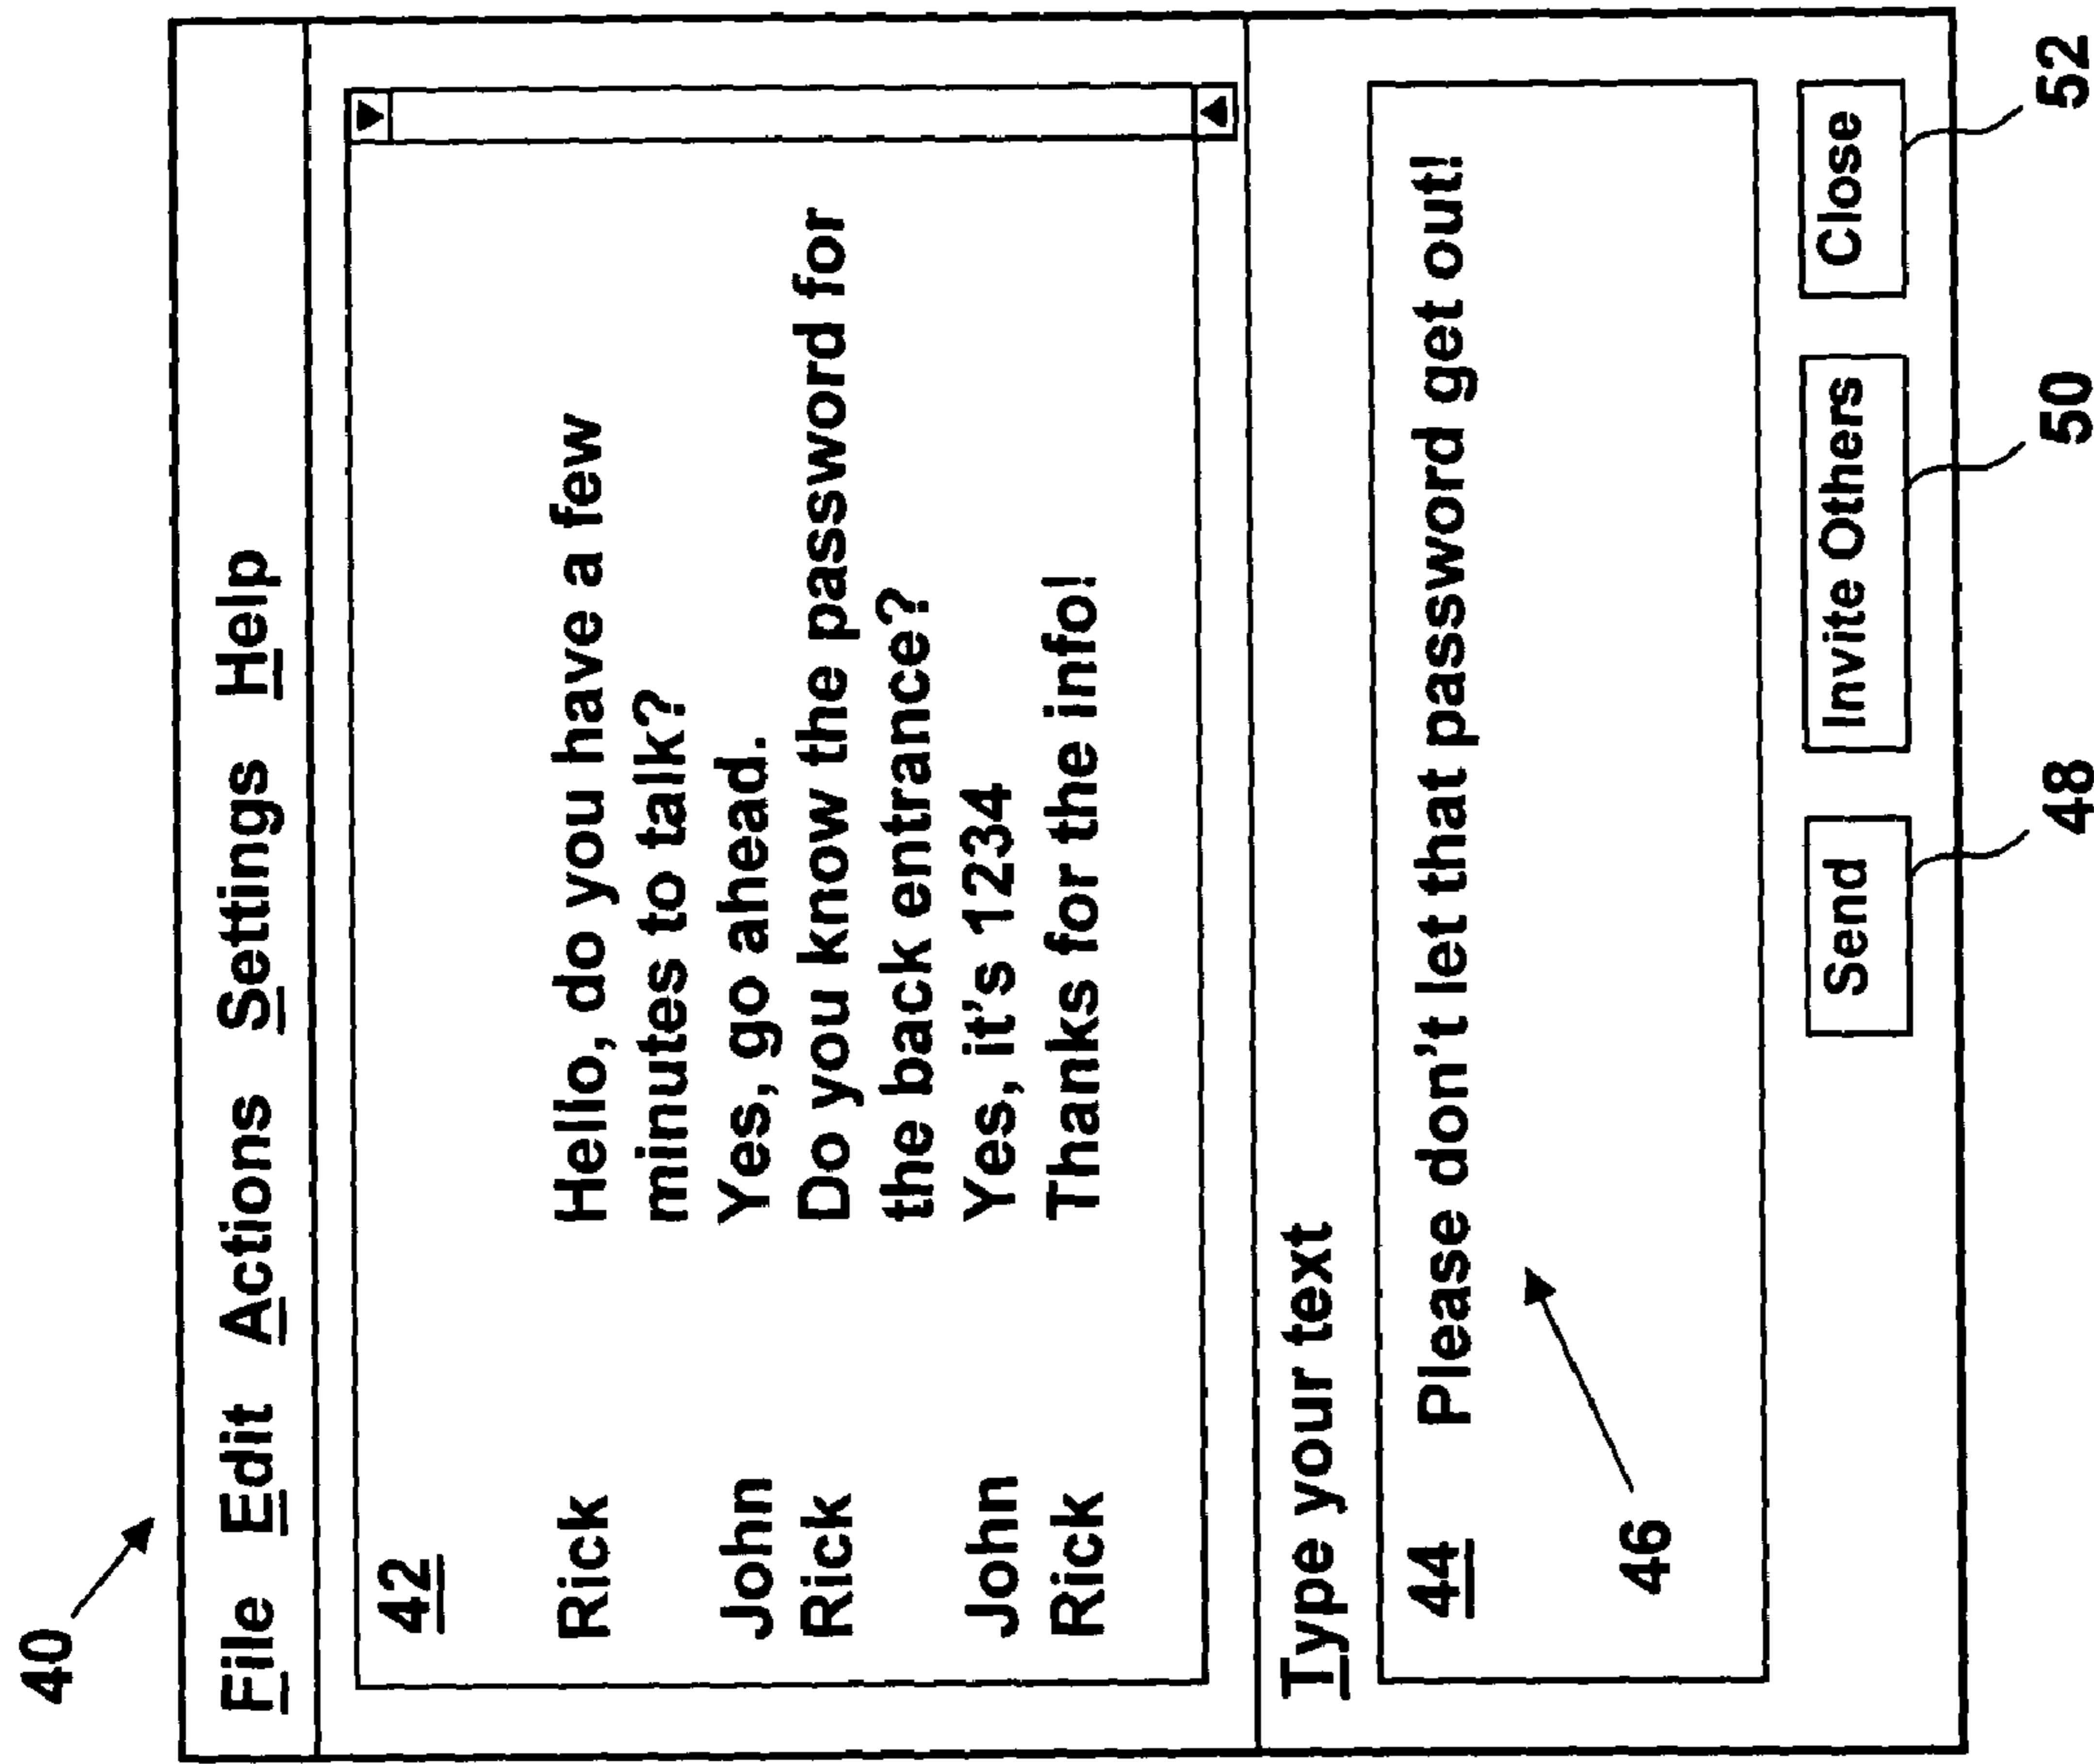 40
File Edit Actions Settings Help
42
Rick Hello, do you have a few
minutes to talk?
John Yes, go ahead.
Rick Do you know the password for
the back entrance?
John Yes, it's 1234
Rick Thanks for the info!
Type your text
44 Please don't let that password get out!
46
Send Invite Others Close
48 50 52